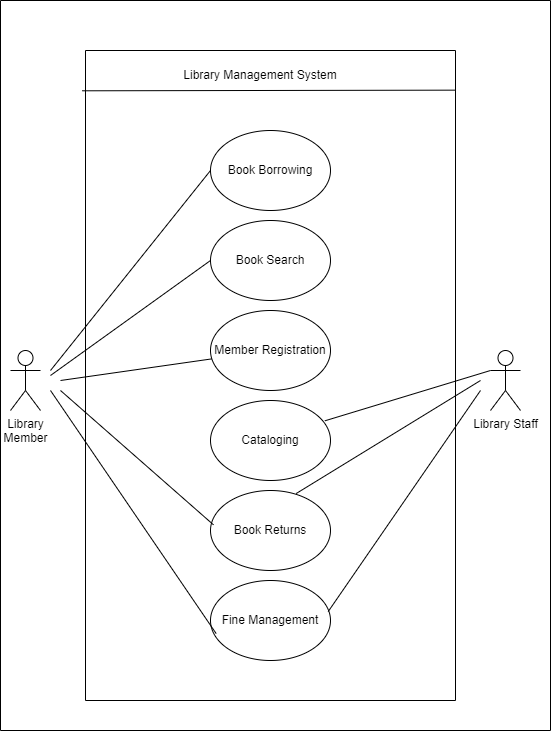 Library Management System
Book Borrowing
Book Search
Member Registration
Library
Member
Library Staff
Cataloging
Book Returns
Fine Management